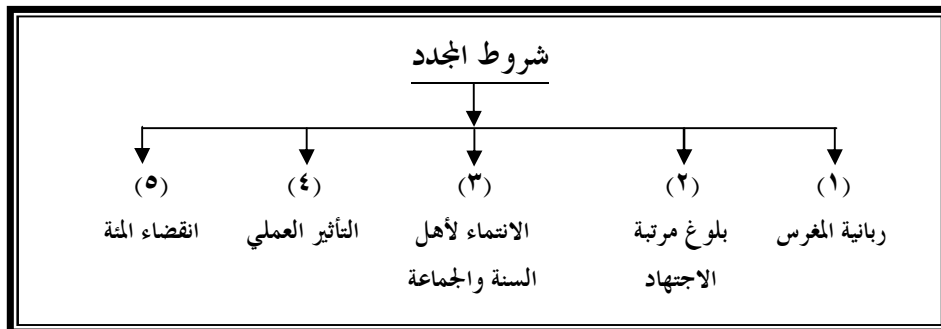 شروط المجدد
(١)
ربانية المغرس
(٢)
بلوغ مرتبة
الاجتهاد
(٣)
الانتماء لأهل
السنة والجماعة
(٤)
التأثير العملي
(٥)
انقضاء المئة